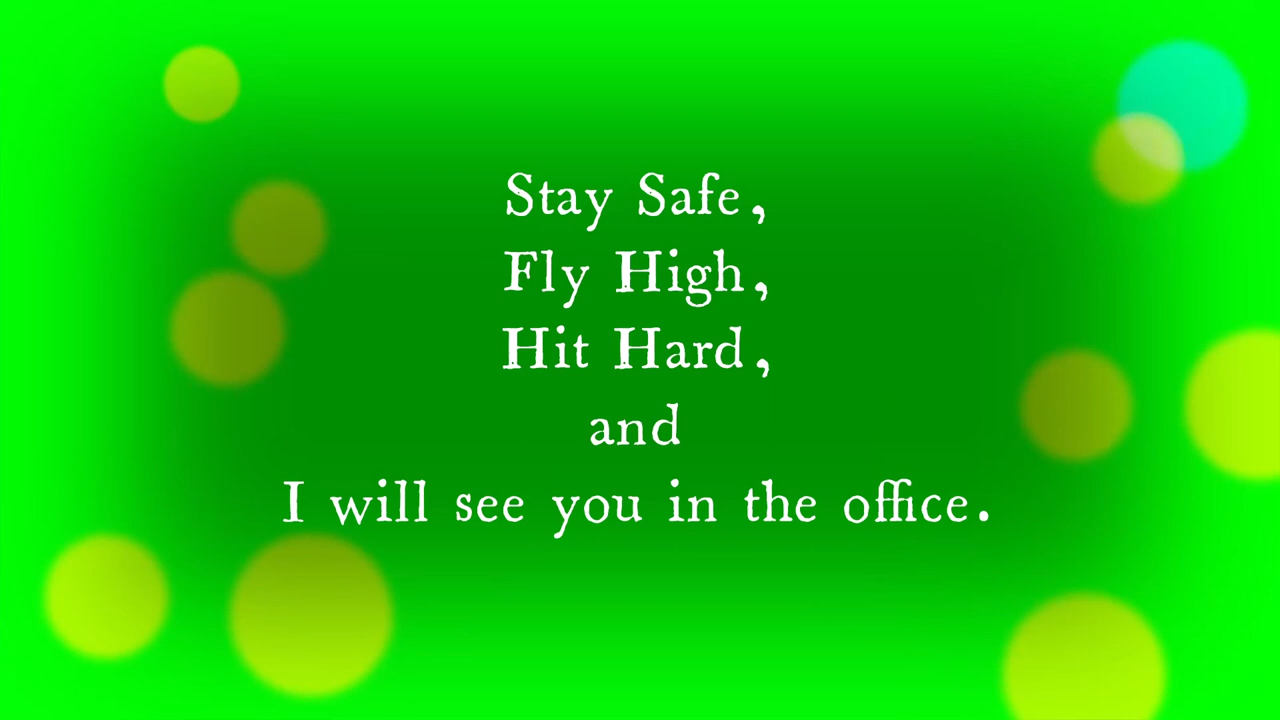 Stay Safe,
Fly High,
Hit Hard,
and
I will see you in the office.